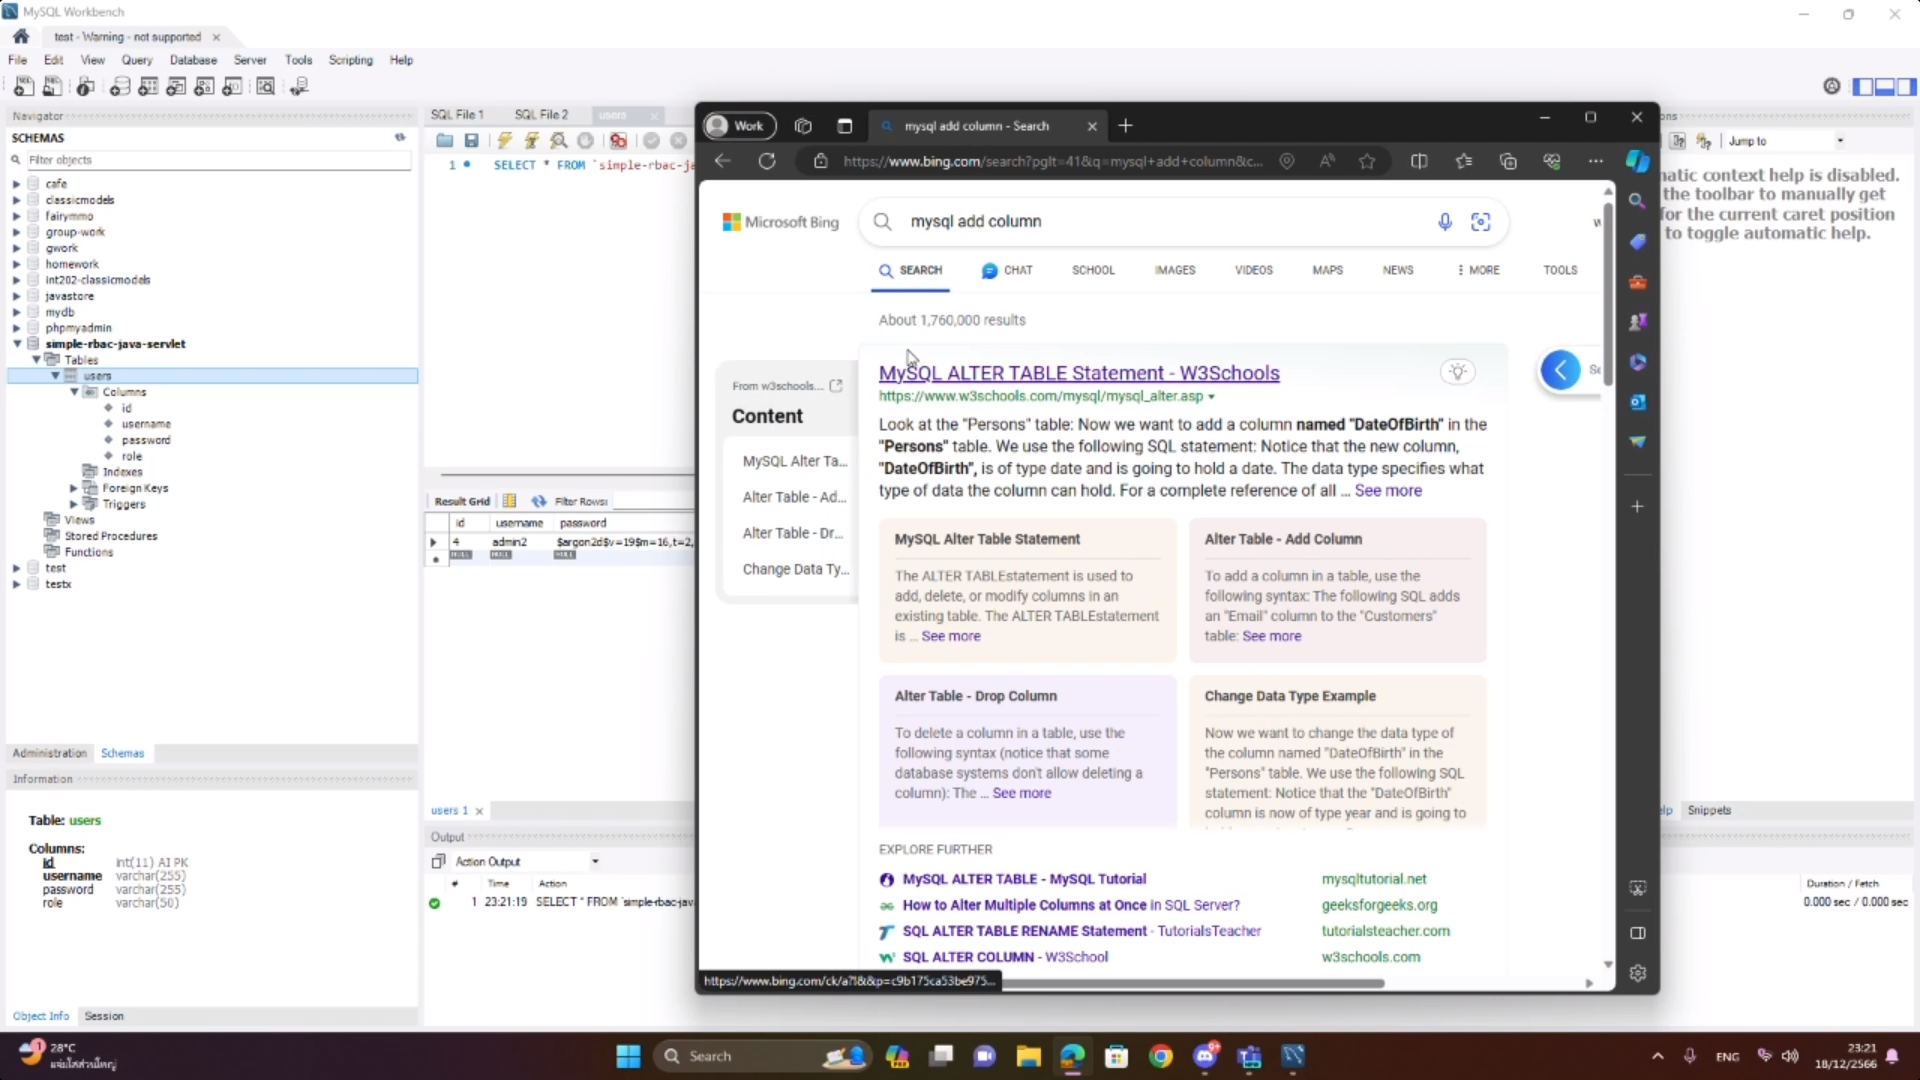 MySQL Workbench
test - Warning - not supported
File Edit View Query Database Server Tools Scripting Help
Navigator
SCHEMAS
Filter objects
cafe
classicmodels
fairymmo
group-work
gwork
homework
int202-classicmodels
javastore
mydb
phpmyadmin
simple-rbac-java-servlet
Tables
users
Columns
id
username
password
role
Indexes
Foreign Keys
Triggers
Views
Stored Procedures
Functions
test
testx
Administration Schemas
Information
Table: users
Columns:
id int(11) AI PK
username varchar(255)
password varchar(255)
role varchar(50)
Object Info Session
SQL File 1 SQL File 2 users
1 SELECT * FROM `simple-rbac-ja
Result Grid Filter Rows:
id username password
4 admin2 $argon2d$v=19$m=16,t=2,
NULL NULL NULL
users 1
Output
Action Output
# Time Action
1 23:21:19 SELECT * FROM `simple-rbac-jav
Work
mysql add column - Search
https://www.bing.com/search?pglt=41&q=mysql+add+column&c...
Microsoft Bing
mysql add column
SEARCH CHAT SCHOOL IMAGES VIDEOS MAPS NEWS MORE TOOLS
About 1,760,000 results
From w3schools...
Content
MySQL Alter Ta...
Alter Table - Ad...
Alter Table - Dr...
Change Data Ty...
MySQL ALTER TABLE Statement - W3Schools
https://www.w3schools.com/mysql/mysql_alter.asp
Look at the "Persons" table: Now we want to add a column named "DateOfBirth" in the
"Persons" table. We use the following SQL statement: Notice that the new column,
"DateOfBirth", is of type date and is going to hold a date. The data type specifies what
type of data the column can hold. For a complete reference of all ... See more
MySQL Alter Table Statement
The ALTER TABLEstatement is used to
add, delete, or modify columns in an
existing table. The ALTER TABLEstatement
is ... See more
Alter Table - Add Column
To add a column in a table, use the
following syntax: The following SQL adds
an "Email" column to the "Customers"
table: See more
Alter Table - Drop Column
To delete a column in a table, use the
following syntax (notice that some
database systems don't allow deleting a
column): The ... See more
Change Data Type Example
Now we want to change the data type of
the column named "DateOfBirth" in the
"Persons" table. We use the following SQL
statement: Notice that the "DateOfBirth"
column is now of type year and is going to
EXPLORE FURTHER
MySQL ALTER TABLE - MySQL Tutorial mysqltutorial.net
How to Alter Multiple Columns at Once in SQL Server? geeksforgeeks.org
SQL ALTER TABLE RENAME Statement - TutorialsTeacher tutorialsteacher.com
SQL ALTER COLUMN - W3School w3schools.com
https://www.bing.com/ck/a?!&&p=c9b175ca53be975...
Jump to
natic context help is disabled.
the toolbar to manually get
for the current caret position
to toggle automatic help.
Snippets
Duration / Fetch
0.000 sec / 0.000 sec
28°C
Search
ENG
23:21
18/12/2566